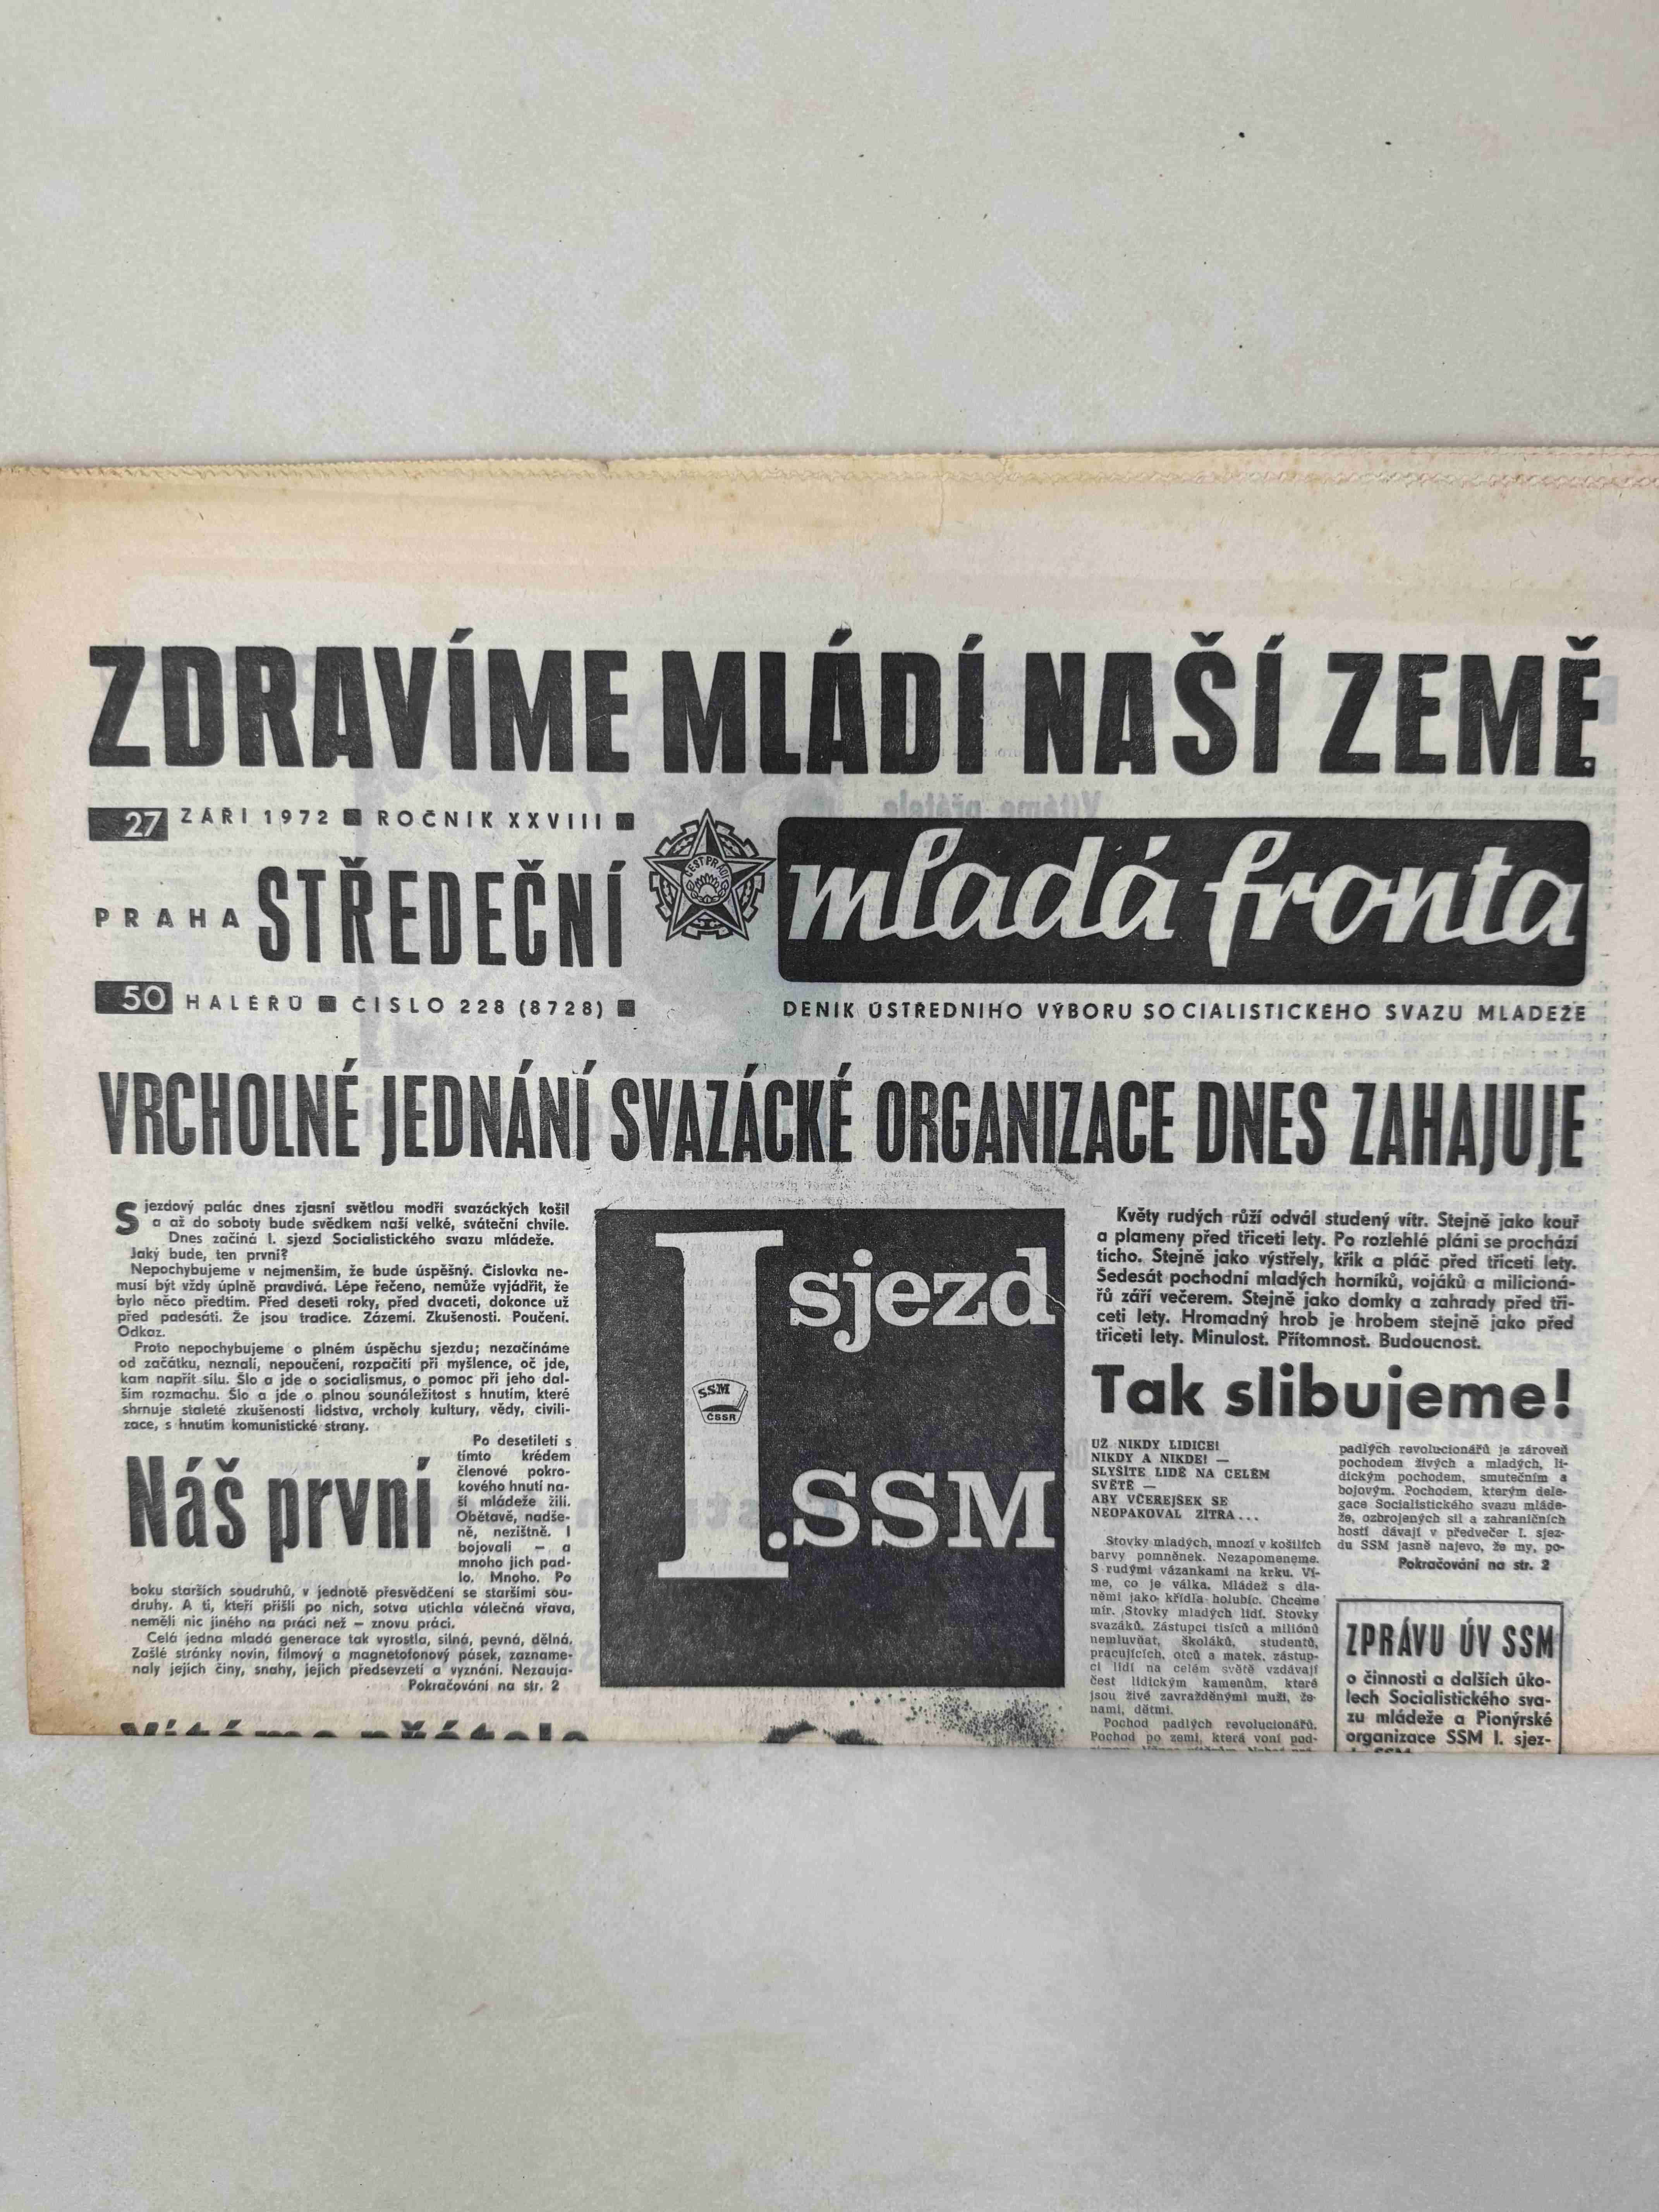 ZDRAVÍME MLÁDÍ NAŠÍ ZEMĚ
27 ZÁŘÍ 1972 ■ ROČNÍK XXVIII ■
PRAHA STŘEDEČNÍ
50 HALÉŘŮ ■ ČÍSLO 228 (8728) ■
ČEST PRÁCI
mladá fronta
DENÍK ÚSTŘEDNÍHO VÝBORU SOCIALISTICKÉHO SVAZU MLÁDEŽE
VRCHOLNÉ JEDNÁNÍ SVAZÁCKÉ ORGANIZACE DNES ZAHAJUJE
Sjezdový palác dnes zjasní světlou modří svazáckých košil
a až do soboty bude svědkem naší velké, sváteční chvíle.
Dnes začíná I. sjezd Socialistického svazu mládeže.
Jaký bude, ten první?
Nepochybujeme v nejmenším, že bude úspěšný. Číslovka ne-
musí být vždy úplně pravdivá. Lépe řečeno, nemůže vyjádřit, že
bylo něco předtím. Před deseti roky, před dvaceti, dokonce už
před padesáti. Že jsou tradice. Zázemí. Zkušenosti. Poučení.
Odkaz.
Proto nepochybujeme o plném úspěchu sjezdu; nezačínáme
od začátku, neznalí, nepoučení, rozpačití při myšlence, oč jde,
kam napřít sílu. Šlo a jde o socialismus, o pomoc při jeho dal-
ším rozmachu. Šlo a jde o plnou sounáležitost s hnutím, které
shrnuje staleté zkušenosti lidstva, vrcholy kultury, vědy, civili-
zace, s hnutím komunistické strany.
Náš první
Po desetiletí s
tímto krédem
členové pokro-
kového hnutí na-
ší mládeže žili.
Obětavě, nadše-
ně, nezištně. I
bojovali — a
mnoho jich pad-
lo. Mnoho. Po
boku starších soudruhů, v jednotě přesvědčení se staršími sou-
druhy. A ti, kteří přišli po nich, sotva utichla válečná vřava,
neměli nic jiného na práci než — znovu práci.
Celá jedna mladá generace tak vyrostla, silná, pevná, dělná.
Zašlé stránky novin, filmový a magnetofonový pásek, zazname-
naly jejich činy, snahy, jejich předsevzetí a vyznání. Nezauja-
Pokračování na str. 2
Vítáme přátele
I. sjezd
SSM
ČSSR
SSM
Květy rudých růží odvál studený vítr. Stejně jako kouř
a plameny před třiceti lety. Po rozlehlé pláni se prochází
ticho. Stejně jako výstřely, křik a pláč před třiceti lety.
Šedesát pochodní mladých horníků, vojáků a milicioná-
řů září večerem. Stejně jako domky a zahrady před tři-
ceti lety. Hromadný hrob je hrobem stejně jako před
třiceti lety. Minulost. Přítomnost. Budoucnost.
Tak slibujeme!
UŽ NIKDY LIDICE!
NIKDY A NIKDE! —
SLYŠÍTE LIDÉ NA CELÉM
SVĚTĚ —
ABY VČEREJŠEK SE
NEOPAKOVAL ZÍTRA...
Stovky mladých, mnozí v košilích
barvy pomněnek. Nezapomeneme.
S rudými vázankami na krku. Ví-
me, co je válka. Mládež s dla-
němi jako křídla holubic. Chceme
mír. Stovky mladých lidí. Stovky
svazáků. Zástupci tisíců a miliónů
nemluvňat, školáků, studentů,
pracujících, otců a matek, zástup-
ci lidí na celém světě vzdávají
čest lidickým kamenům, které
jsou živé zavražděnými muži, že-
nami, dětmi.
Pochod padlých revolucionářů.
Pochod po zemi, která voní pod-
padlých revolucionářů je zároveň
pochodem živých a mladých, li-
dickým pochodem, smutečním a
bojovým. Pochodem, kterým dele-
gace Socialistického svazu mláde-
že, ozbrojených sil a zahraničních
hostí dávají v předvečer I. sjez-
du SSM jasně najevo, že my, po-
Pokračování na str. 2
ZPRÁVU ÚV SSM
o činnosti a dalších úko-
lech Socialistického sva-
zu mládeže a Pionýrské
organizace SSM I. sjez-